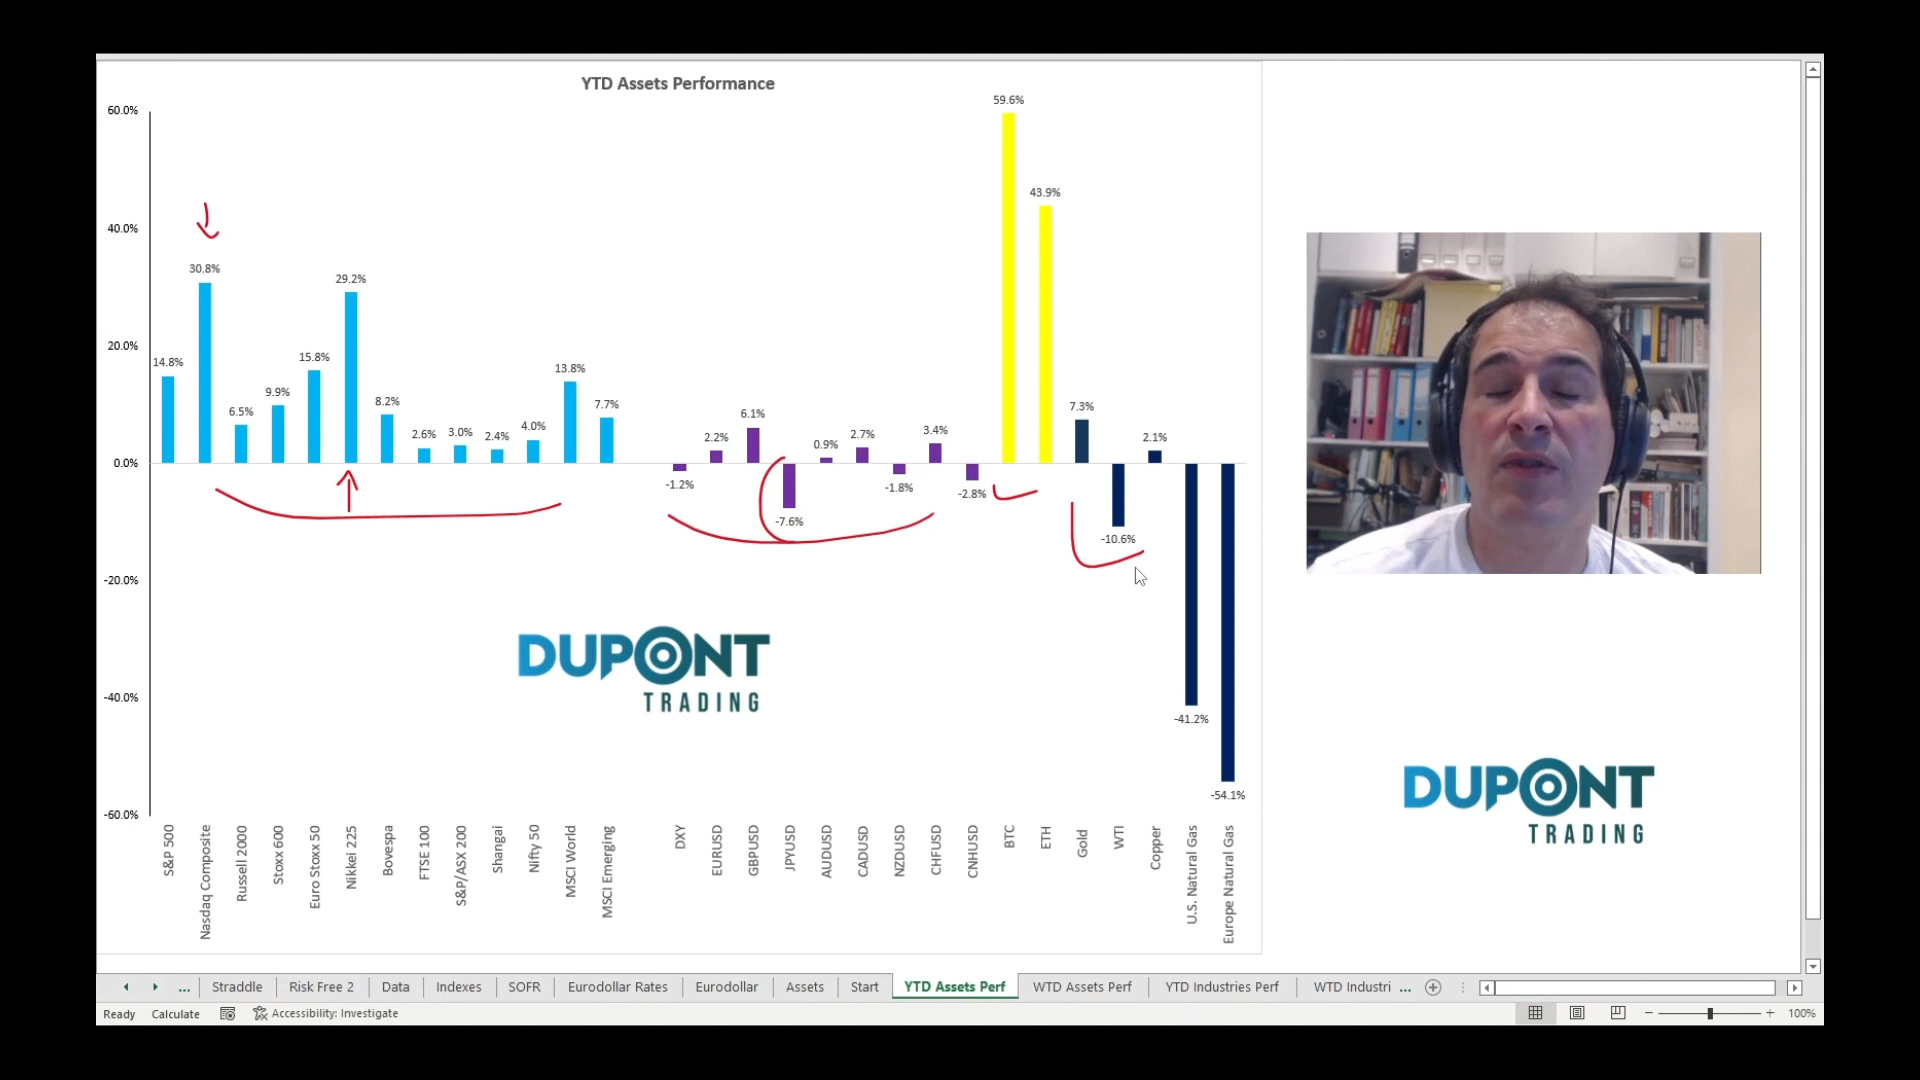 YTD Assets Performance
60.0%
40.0%
20.0%
0.0%
-20.0%
-40.0%
-60.0%
14.8%
30.8%
6.5%
9.9%
15.8%
29.2%
8.2%
2.6%
3.0%
2.4%
4.0%
13.8%
7.7%
-1.2%
2.2%
6.1%
-7.6%
0.9%
2.7%
-1.8%
3.4%
-2.8%
59.6%
43.9%
7.3%
-10.6%
2.1%
-41.2%
-54.1%
S&P 500
Nasdaq Composite
Russell 2000
Stoxx 600
Euro Stoxx 50
Nikkei 225
Bovespa
FTSE 100
S&P/ASX 200
Shangai
Nifty 50
MSCI World
MSCI Emerging
DXY
EURUSD
GBPUSD
JPYUSD
AUDUSD
CADUSD
NZDUSD
CHFUSD
CNHUSD
BTC
ETH
Gold
WTI
Copper
U.S. Natural Gas
Europe Natural Gas
DUPONT
TRADING
DUPONT
TRADING
... Straddle Risk Free 2 Data Indexes SOFR Eurodollar Rates Eurodollar Assets Start YTD Assets Perf WTD Assets Perf YTD Industries Perf WTD Industri ...
Ready Calculate Accessibility: Investigate 100%